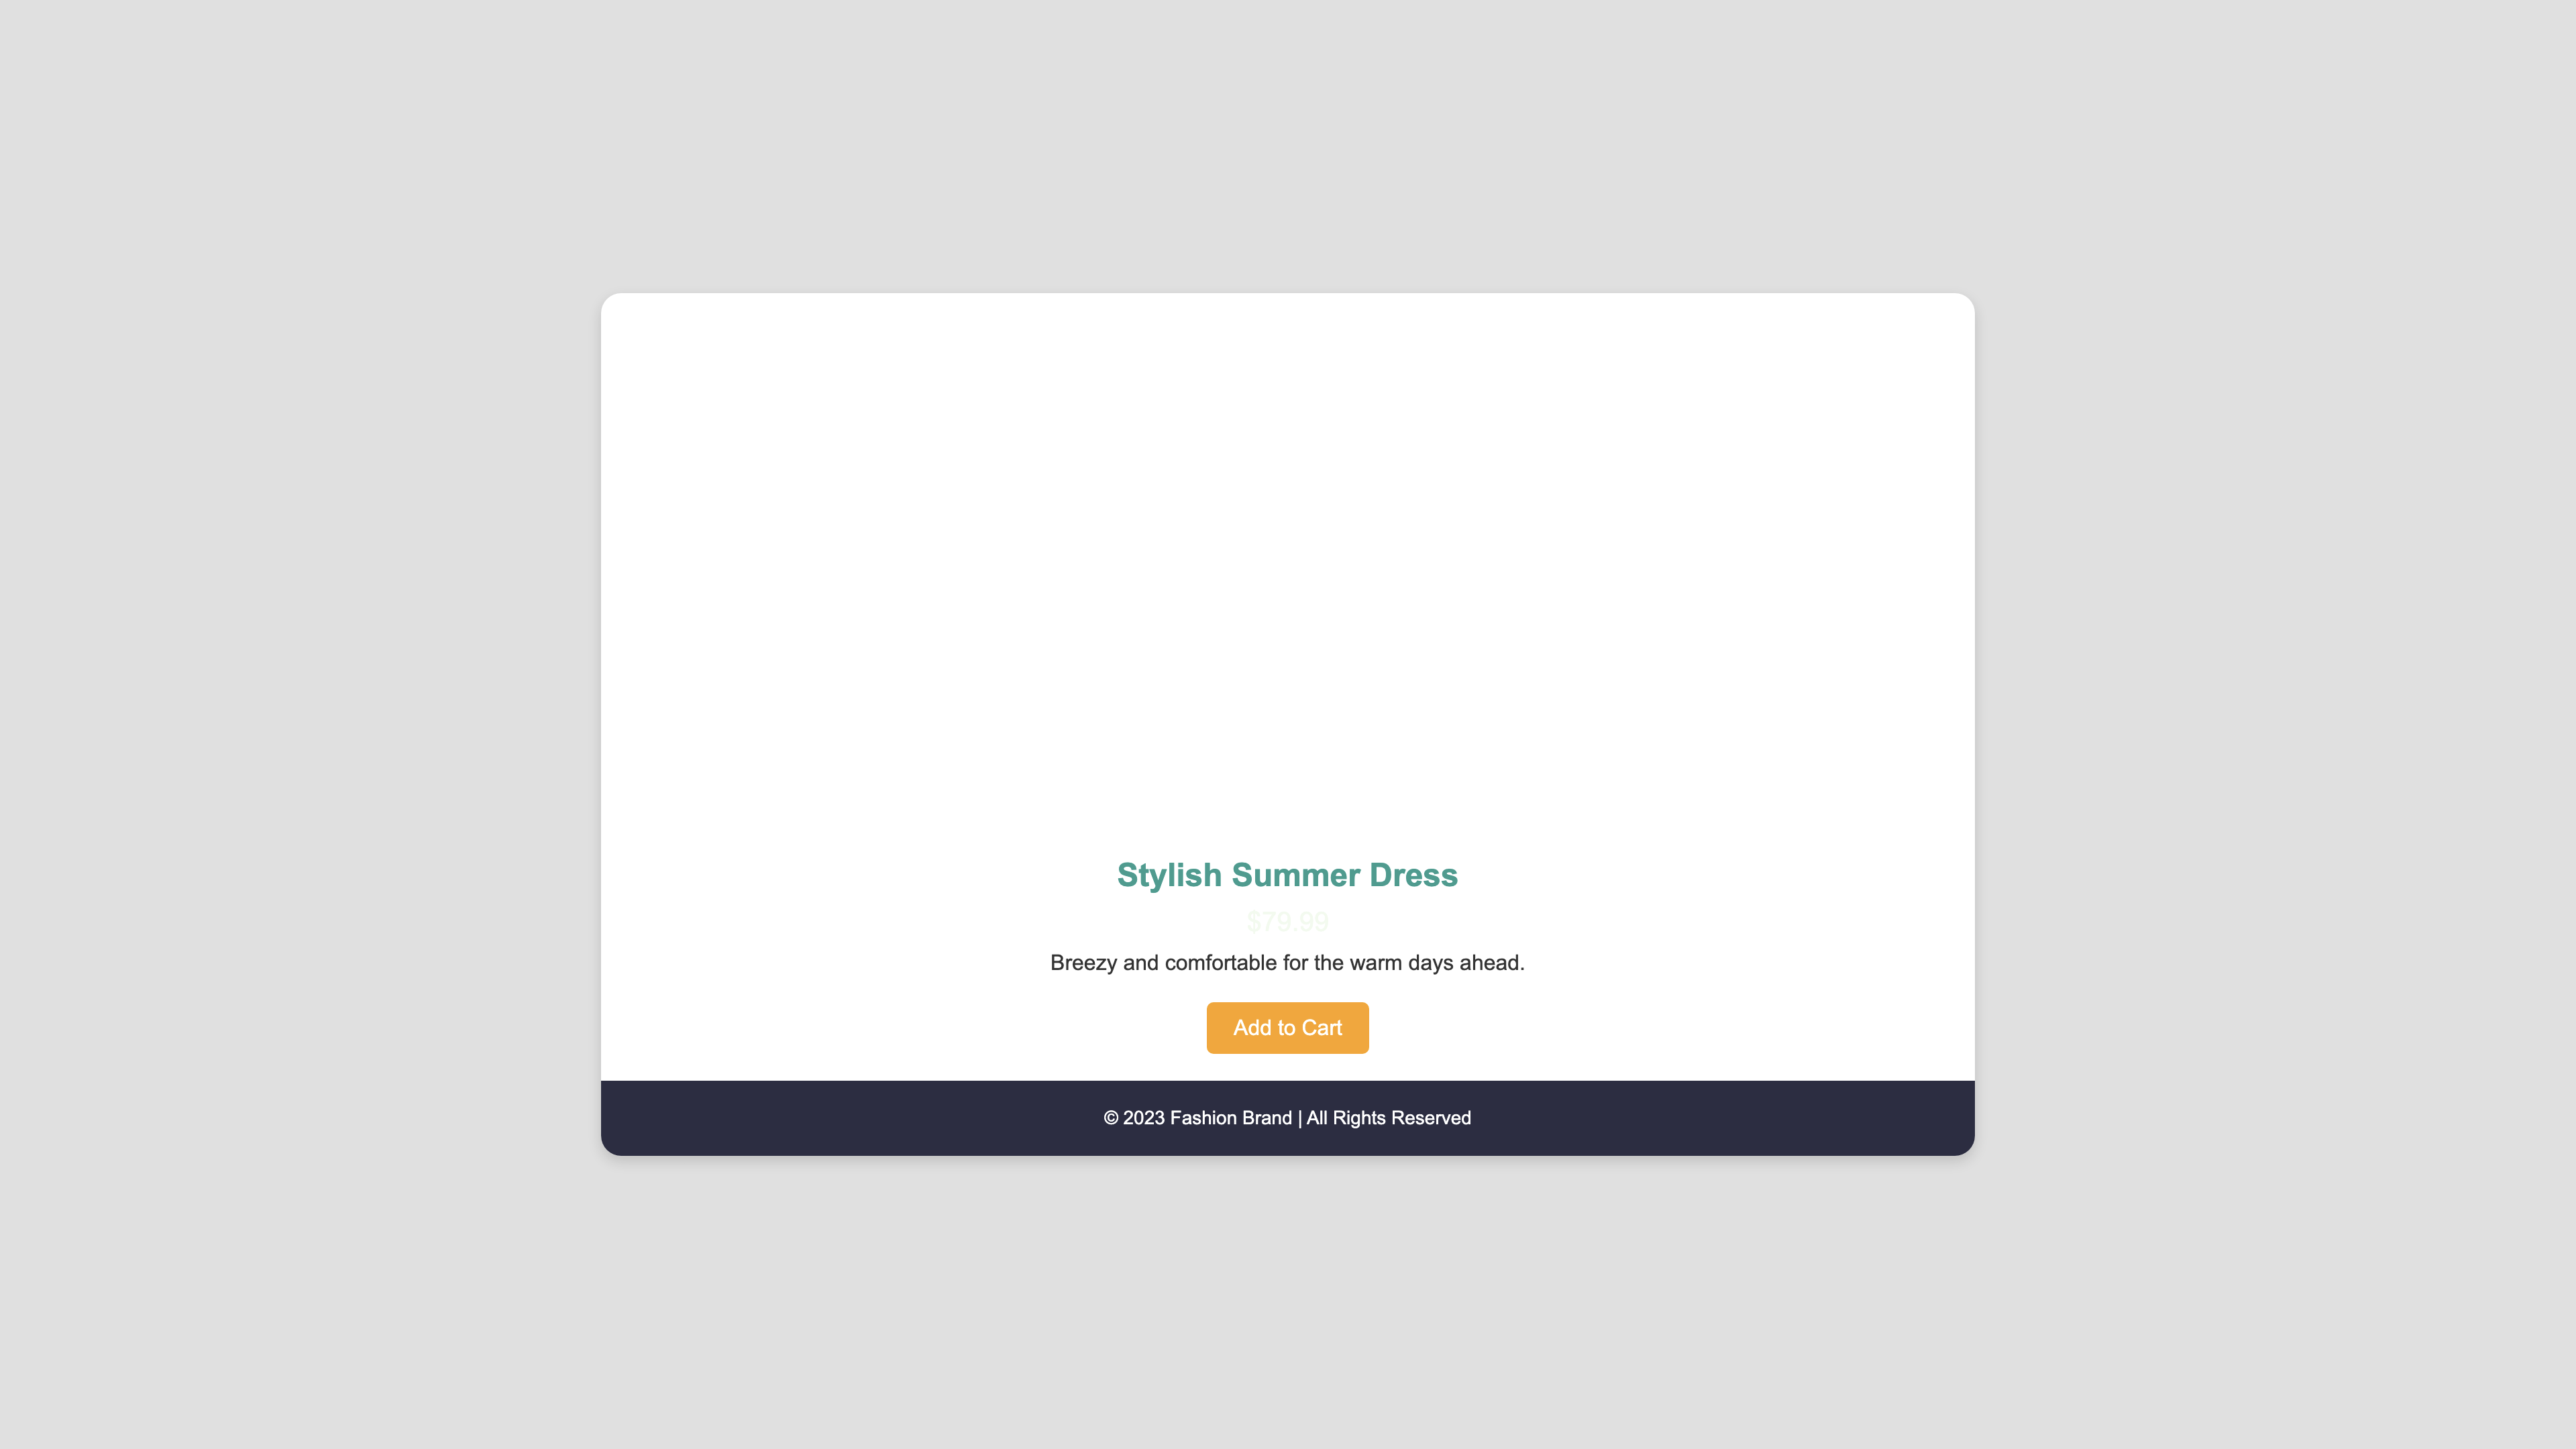 Stylish Summer Dress
$79.99
Breezy and comfortable for the warm days ahead.
Add to Cart
© 2023 Fashion Brand | All Rights Reserved